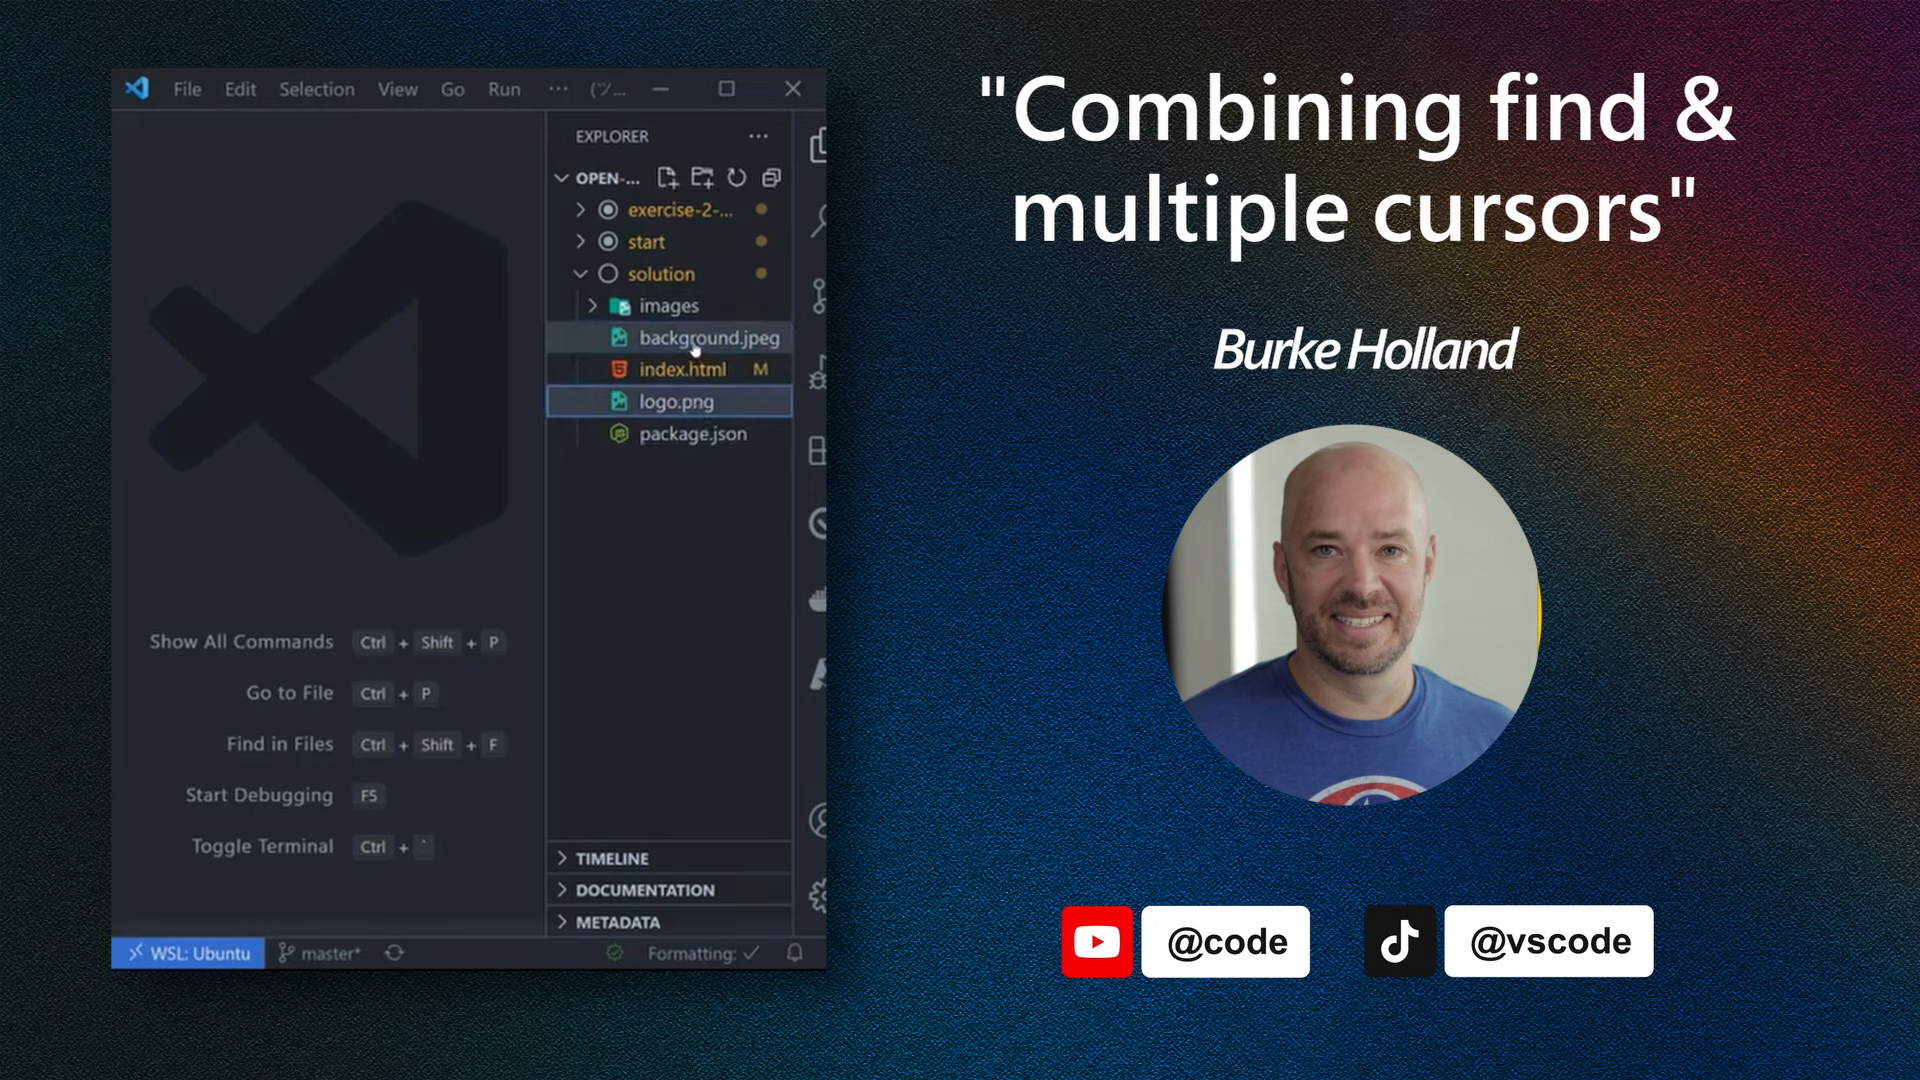 File Edit Selection View Go Run ··· (ツ...
EXPLORER ···
OPEN-...
exercise-2-...
start
solution
images
background.jpeg
index.html M
logo.png
package.json
Show All Commands Ctrl + Shift + P
Go to File Ctrl + P
Find in Files Ctrl + Shift + F
Start Debugging F5
Toggle Terminal Ctrl + `
TIMELINE
DOCUMENTATION
METADATA
WSL: Ubuntu master* Formatting: ✓
"Combining find &
multiple cursors"
Burke Holland
@code @vscode